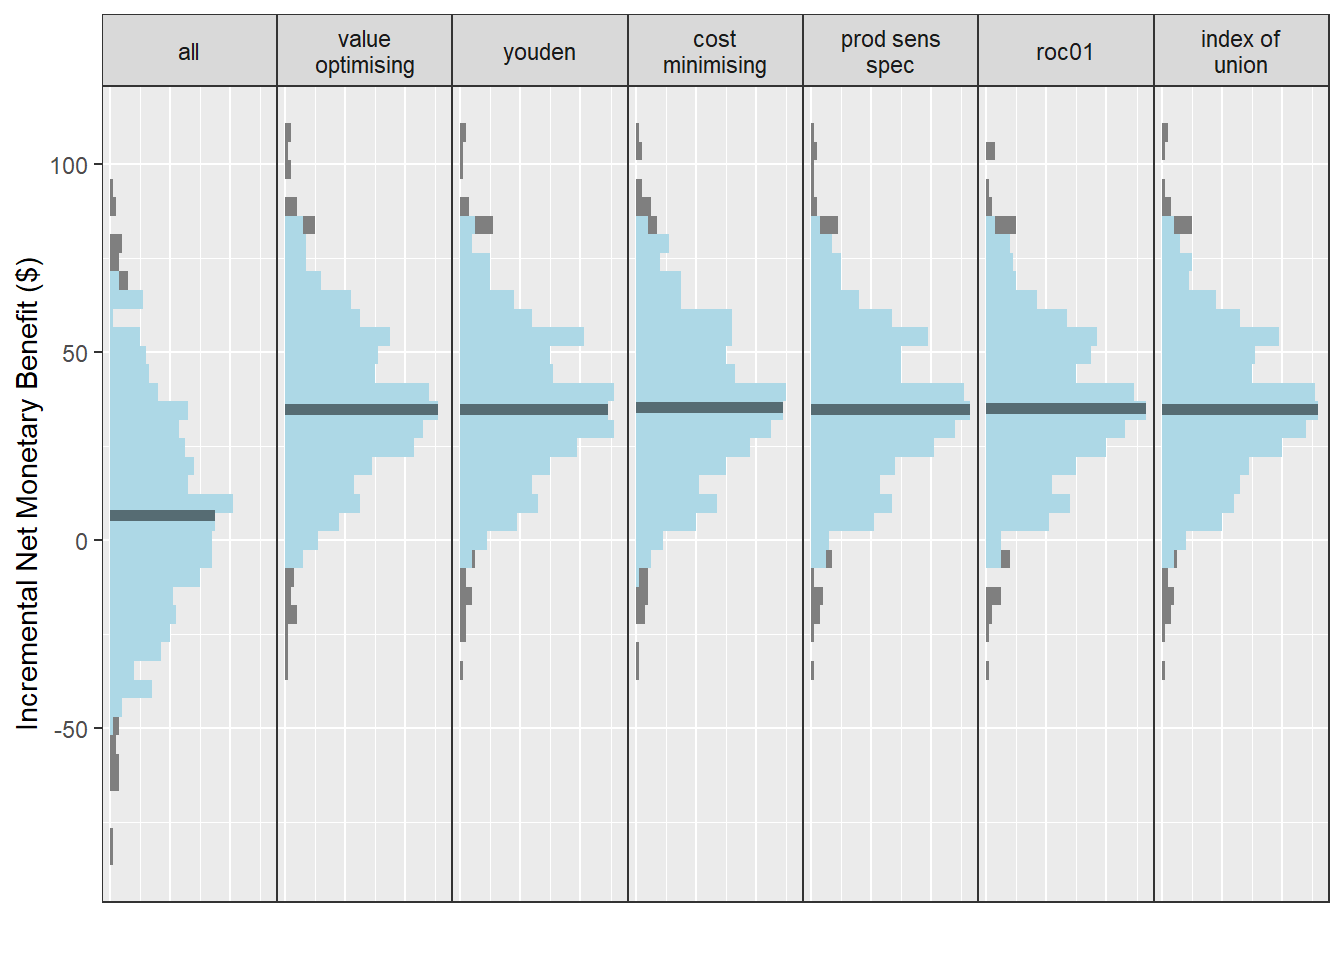 all
value
optimising
youden
cost
minimising
prod sens
spec
roc01
index of
union
Incremental Net Monetary Benefit ($)
100
50
0
-50